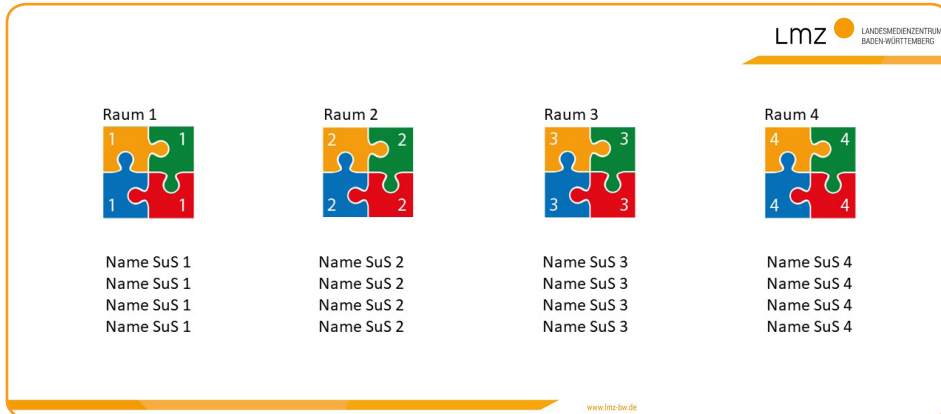 Lmz
LANDESMEDIENZENTRUM
BADEN-WÜRTTEMBERG
Raum 1
Raum 2
Raum 3
Raum 4
1 1
2 2
3 3
4 4
1 1
2 2
3 3
4 4
Name SuS 1
Name SuS 1
Name SuS 1
Name SuS 1
Name SuS 2
Name SuS 2
Name SuS 2
Name SuS 2
Name SuS 3
Name SuS 3
Name SuS 3
Name SuS 3
Name SuS 4
Name SuS 4
Name SuS 4
Name SuS 4
www.lmz-bw.de